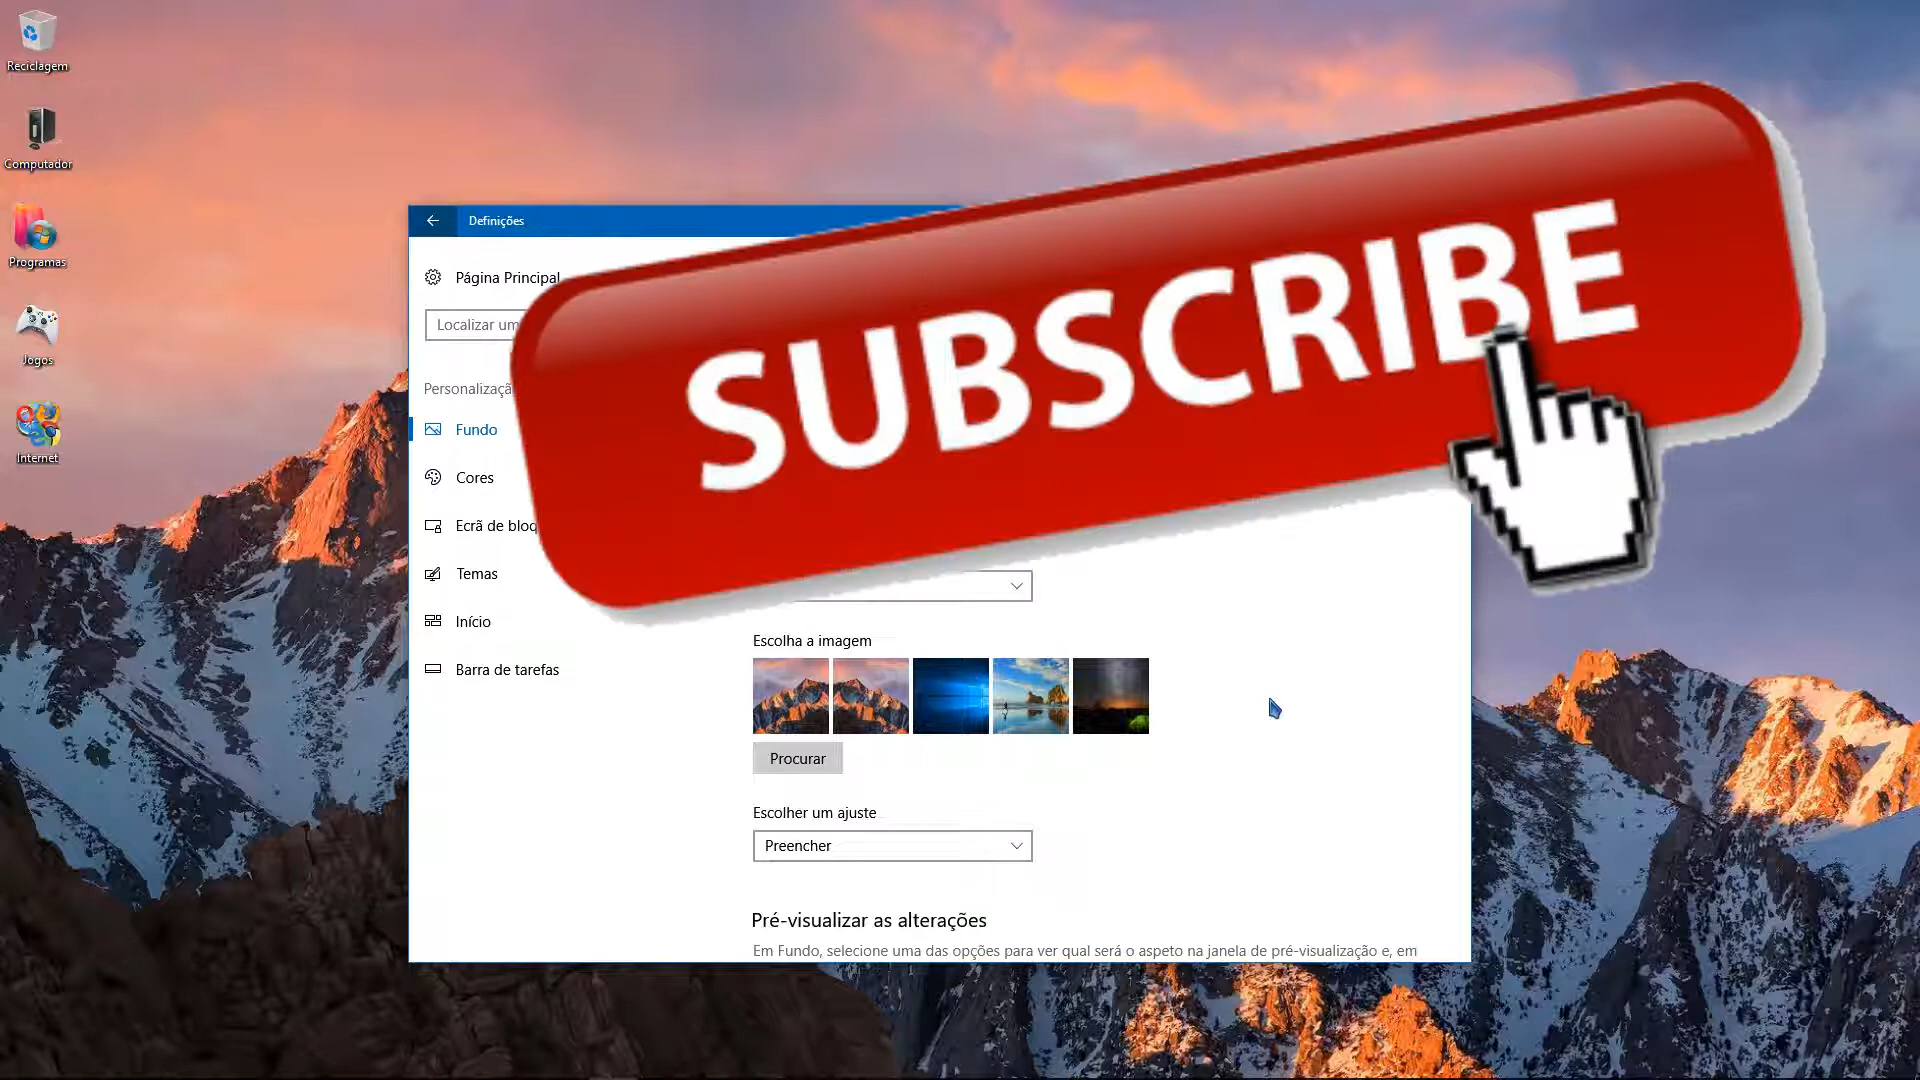 Reciclagem
Computador
Programas
Jogos
Internet
Definições
Página Principal
Localizar um
Personalizaçã
Fundo
Cores
Ecrã de bloq
Temas
Início
Barra de tarefas
SUBSCRIBE
Escolha a imagem
Procurar
Escolher um ajuste
Preencher
Pré-visualizar as alterações
Em Fundo, selecione uma das opções para ver qual será o aspeto na janela de pré-visualização e, em